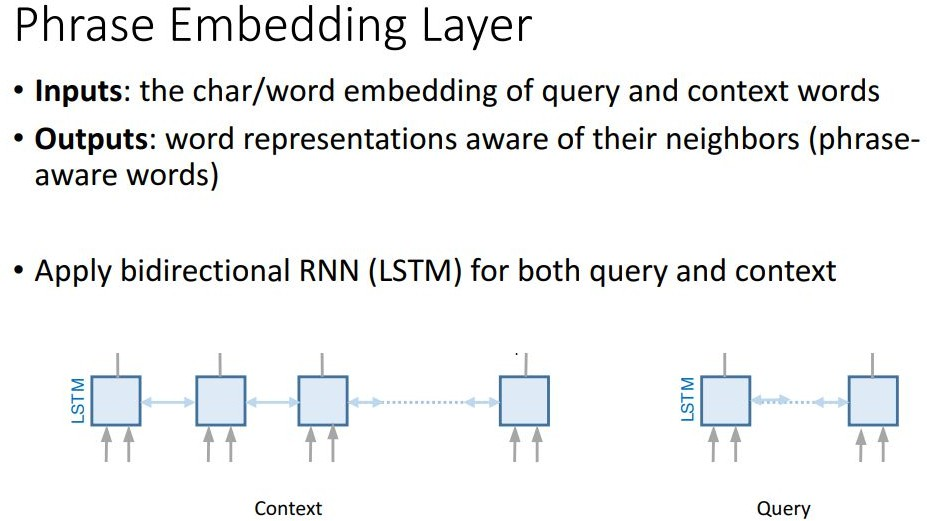 Phrase Embedding Layer
• Inputs: the char/word embedding of query and context words
• Outputs: word representations aware of their neighbors (phrase-
aware words)
• Apply bidirectional RNN (LSTM) for both query and context
LSTM
LSTM
Context
Query